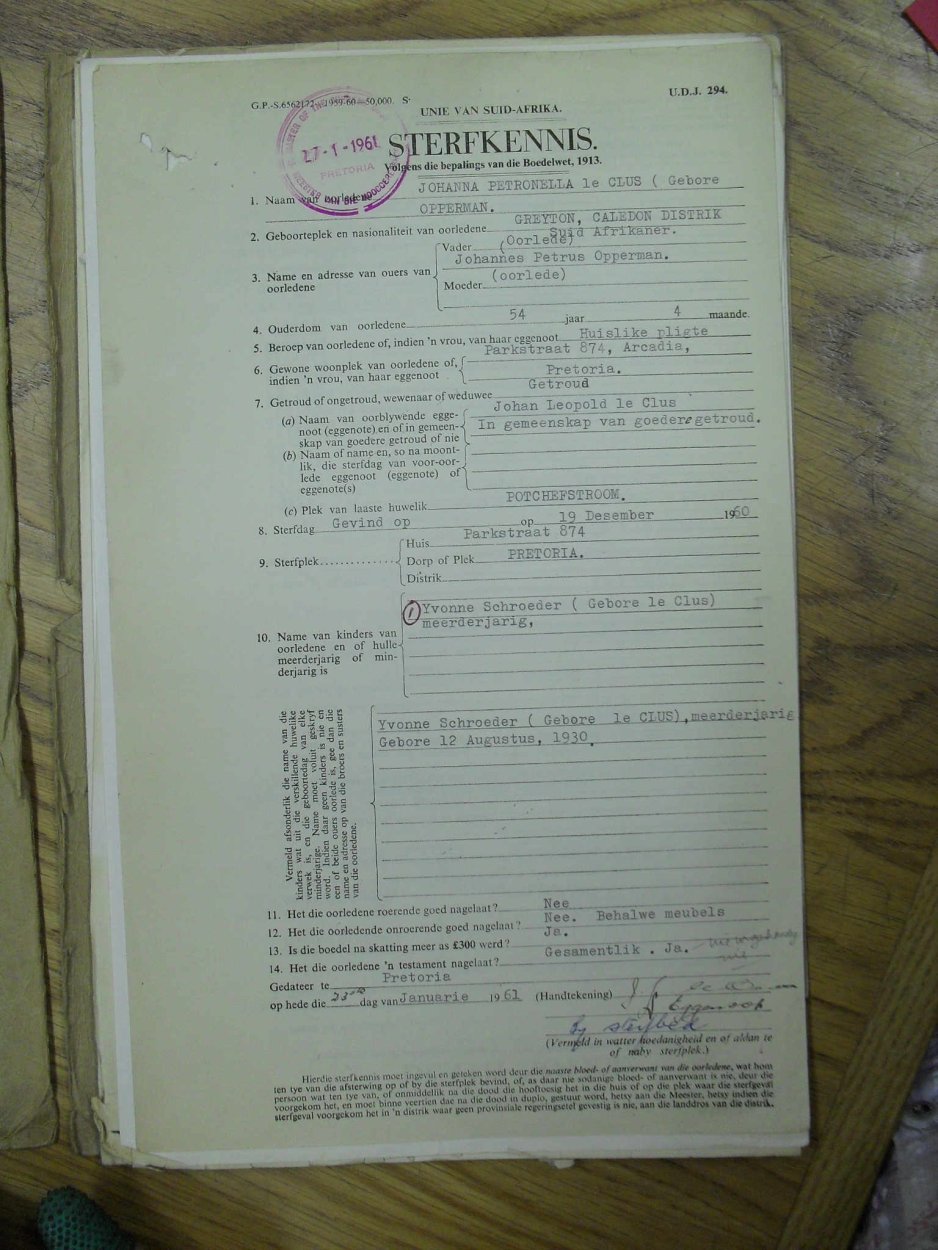 G.P.-S.6562172—1959-60—50,000. S.
U.D.J. 294.
UNIE VAN SUID-AFRIKA.
STERFKENNIS.
Volgens die bepalings van die Boedelwet, 1913.
27-1-1961
PRETORIA
1. Naam van oorledene JOHANNA PETRONELLA le CLUS ( Gebore
OPPERMAN.
2. Geboorteplek en nasionaliteit van oorledene GREYTON, CALEDON DISTRIK
Suid Afrikaner.
3. Name en adresse van ouers van oorledene
Vader (Oorlede)
Johannes Petrus Opperman.
(oorlede)
Moeder
4. Ouderdom van oorledene 54 jaar 4 maande.
5. Beroep van oorledene of, indien 'n vrou, van haar eggenoot Huislike pligte
6. Gewone woonplek van oorledene of, Parkstraat 874, Arcadia,
indien 'n vrou, van haar eggenoot Pretoria.
7. Getroud of ongetroud, wewenaar of weduwee Getroud
(a) Naam van oorblywende egge- Johan Leopold le Clus
noot (eggenote) en of in gemeen- In gemeenskap van goedere getroud.
skap van goedere getroud of nie
(b) Naam of name en, so na moont-
lik, die sterfdag van voor-oor-
lede eggenoot (eggenote) of
eggenote(s)
(c) Plek van laaste huwelik POTCHEFSTROOM.
8. Sterfdag Gevind op op 19 Desember 1960
9. Sterfplek
Huis Parkstraat 874
Dorp of Plek PRETORIA.
Distrik
(1) Yvonne Schroeder ( Gebore le Clus)
meerderjarig,
10. Name van kinders van
oorledene en of hulle
meerderjarig of min-
derjarig is
Vermeld afsonderlik die name van die
kinders wat uit die verskillende huwelike
verwek is, en die geboortedag van elke
minderjarige. Name moet voluit geskryf
word. Indien daar geen kinders is nie en
een of beide ouers oorlede is, gee dan die
name en adresse op van die broers en susters
van die oorledene.
Yvonne Schroeder ( Gebore le CLUS),meerderjarig
Gebore 12 Augustus, 1930.
11. Het die oorledene roerende goed nagelaat? Nee
12. Het die oorledende onroerende goed nagelaat? Nee. Behalwe meubels
13. Is die boedel na skatting meer as £300 werd? Ja.
14. Het die oorledene 'n testament nagelaat? Gesamentlik . Ja.
Gedateer te Pretoria
op hede die 23ste dag van Januarie 1961 (Handtekening)
Eggenoot
By sterfbed
(Vermeld in watter hoedanigheid en of aldan te
of naby sterfplek.)
Hierdie sterfkennis moet ingevul en geteken word deur die naaste bloed- of aanverwant van die oorledene, wat hom
ten tye van die afsterwing op of by die sterfplek bevind, of, as daar nie sodanige bloed- of aanverwant is nie, deur die
persoon wat ten tye van, of onmiddellik na die dood die hooftoesig het in die huis of op die plek waar die sterfgeval
voorgekom het, en moet binne veertien dae na die dood in duplo, gestuur word, hetsy aan die Meester, hetsy indien die
sterfgeval voorgekom het in 'n distrik waar geen provinsiale regeringsetel gevestig is nie, aan die landdros van die distrik.